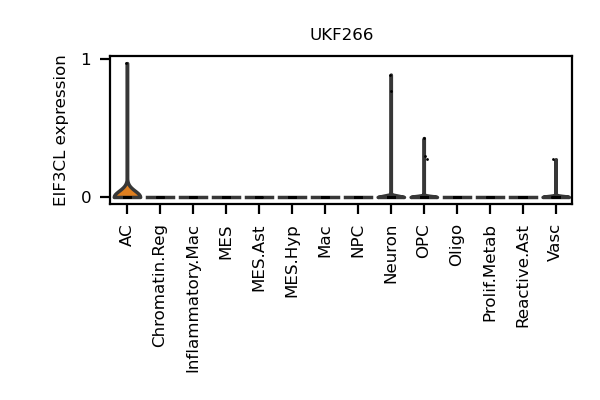 UKF266
EIF3CL expression
1
0
AC
Chromatin.Reg
Inflammatory.Mac
MES
MES.Ast
MES.Hyp
Mac
NPC
Neuron
OPC
Oligo
Prolif.Metab
Reactive.Ast
Vasc